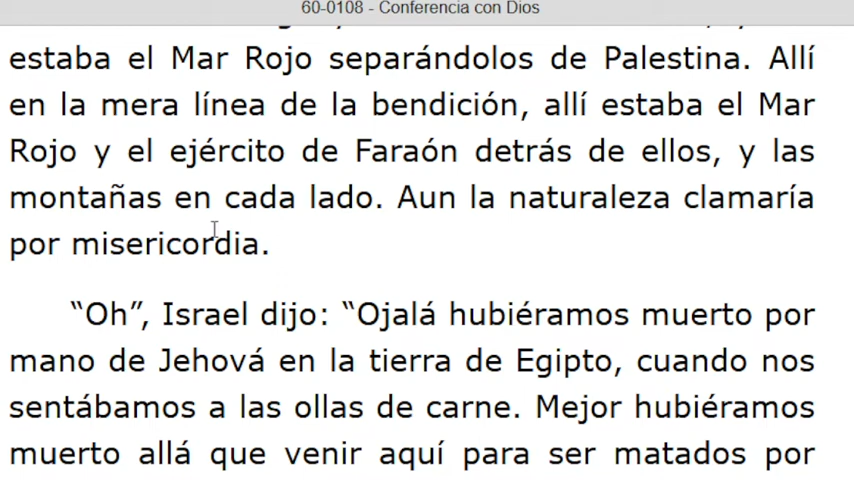 60-0108 - Conferencia con Dios
estaba el Mar Rojo separándolos de Palestina. Allí
en la mera línea de la bendición, allí estaba el Mar
Rojo y el ejército de Faraón detrás de ellos, y las
montañas en cada lado. Aun la naturaleza clamaría
por misericordia.
“Oh”, Israel dijo: “Ojalá hubiéramos muerto por
mano de Jehová en la tierra de Egipto, cuando nos
sentábamos a las ollas de carne. Mejor hubiéramos
muerto allá que venir aquí para ser matados por